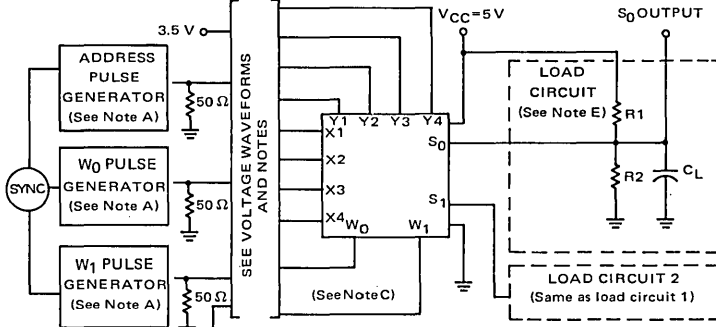 3.5 V
VCC=5V
S0 OUTPUT
ADDRESS
PULSE
GENERATOR
(See Note A)
50 Ω
SYNC
W0 PULSE
GENERATOR
(See Note A)
50 Ω
W1 PULSE
GENERATOR
(See Note A)
50 Ω
SEE VOLTAGE WAVEFORMS
AND NOTES
Y1 Y2 Y3 Y4
X1
X2
X3
X4
W0 W1
S0
S1
(See Note C)
LOAD
CIRCUIT
(See Note E)
R1
R2
CL
LOAD CIRCUIT 2
(Same as load circuit 1)